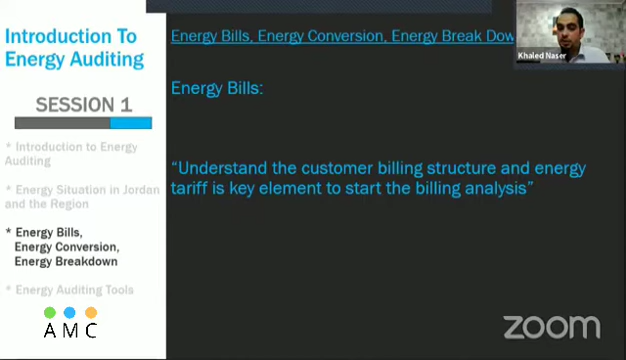 Introduction To
Energy Auditing
SESSION 1
* Introduction to Energy
Auditing
* Energy Situation in Jordan
and the Region
* Energy Bills,
Energy Conversion,
Energy Breakdown
* Energy Auditing Tools
AMC
Energy Bills, Energy Conversion, Energy Break Dow
Energy Bills:
“Understand the customer billing structure and energy
tariff is key element to start the billing analysis”
Khaled Naser
zoom